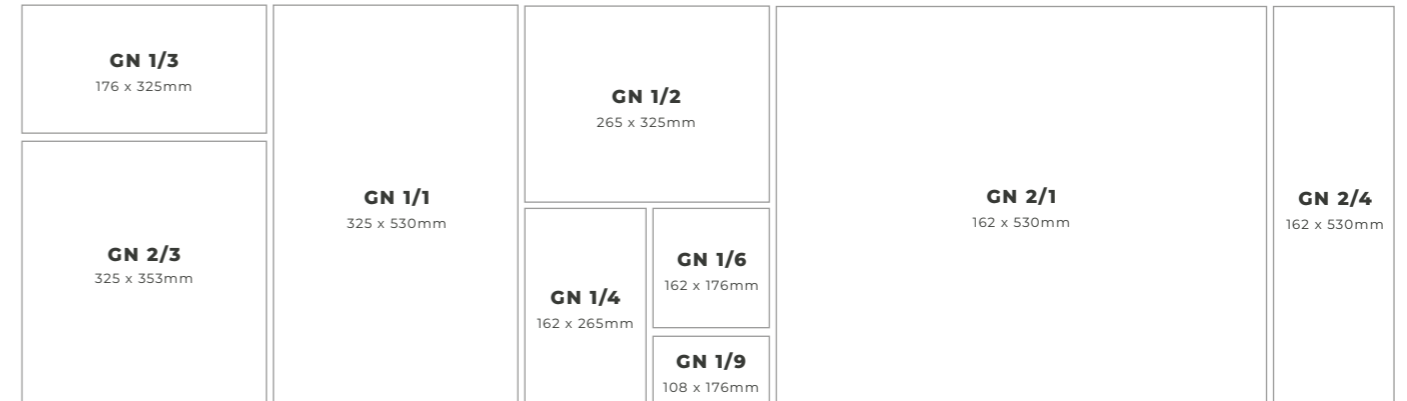 GN 1/3
176 x 325mm
GN 2/3
325 x 353mm
GN 1/1
325 x 530mm
GN 1/2
265 x 325mm
GN 1/4
162 x 265mm
GN 1/6
162 x 176mm
GN 1/9
108 x 176mm
GN 2/1
162 x 530mm
GN 2/4
162 x 530mm